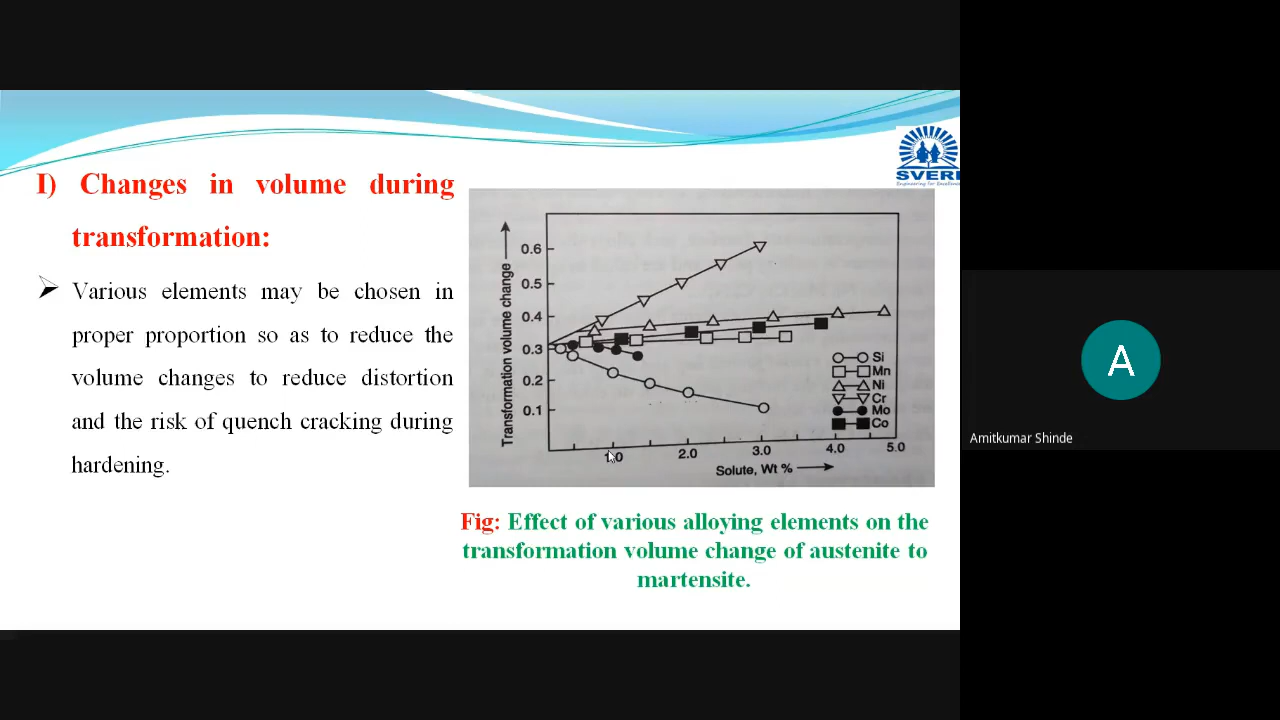 SVERI
Engineering for Excellence
I) Changes in volume during
transformation:
Various elements may be chosen in
proper proportion so as to reduce the
volume changes to reduce distortion
and the risk of quench cracking during
hardening.
Transformation volume change
0.6
0.5
0.4
0.3
0.2
0.1
Si
Mn
Ni
Cr
Mo
Co
1.0 2.0 3.0 4.0 5.0
Solute, Wt %
Fig: Effect of various alloying elements on the
transformation volume change of austenite to
martensite.
A
Amitkumar Shinde